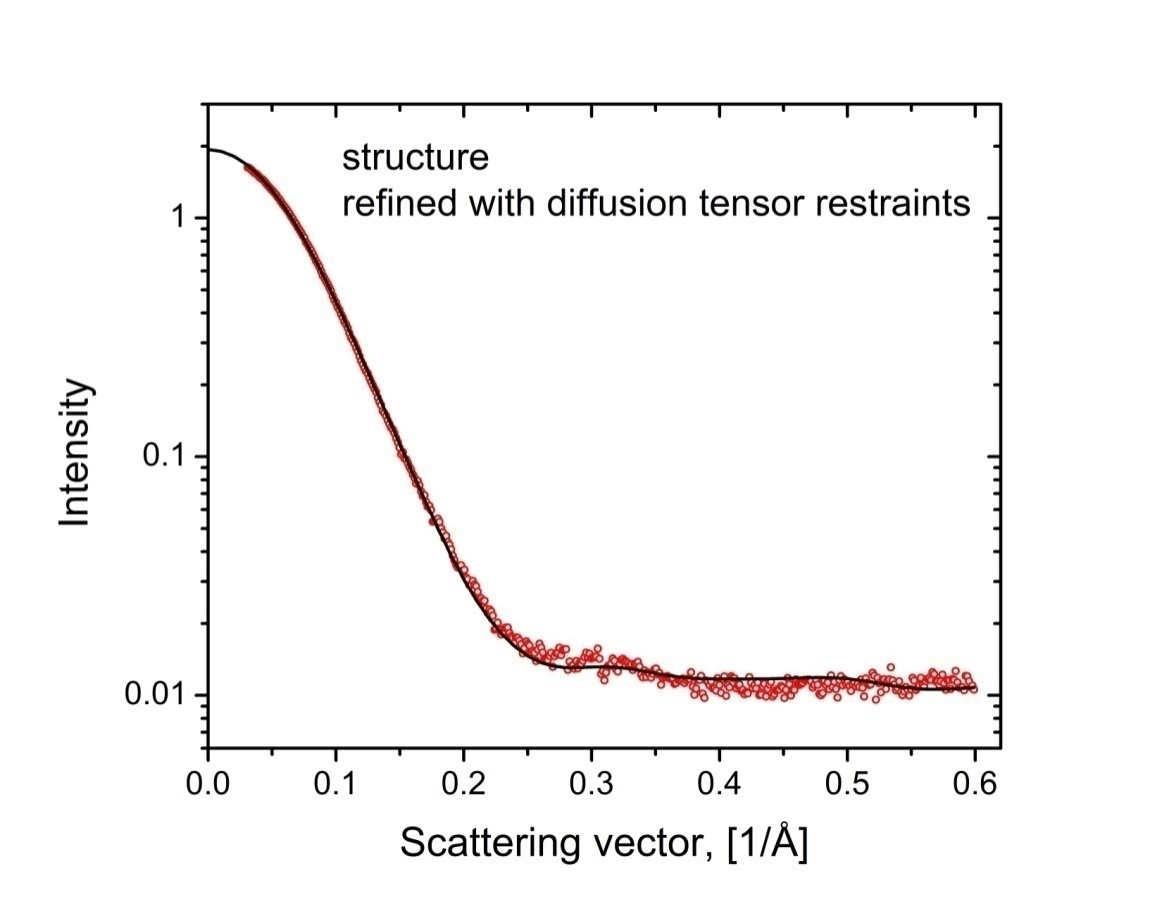 structure
refined with diffusion tensor restraints
1
0.1
0.01
Intensity
0.0 0.1 0.2 0.3 0.4 0.5 0.6
Scattering vector, [1/Å]